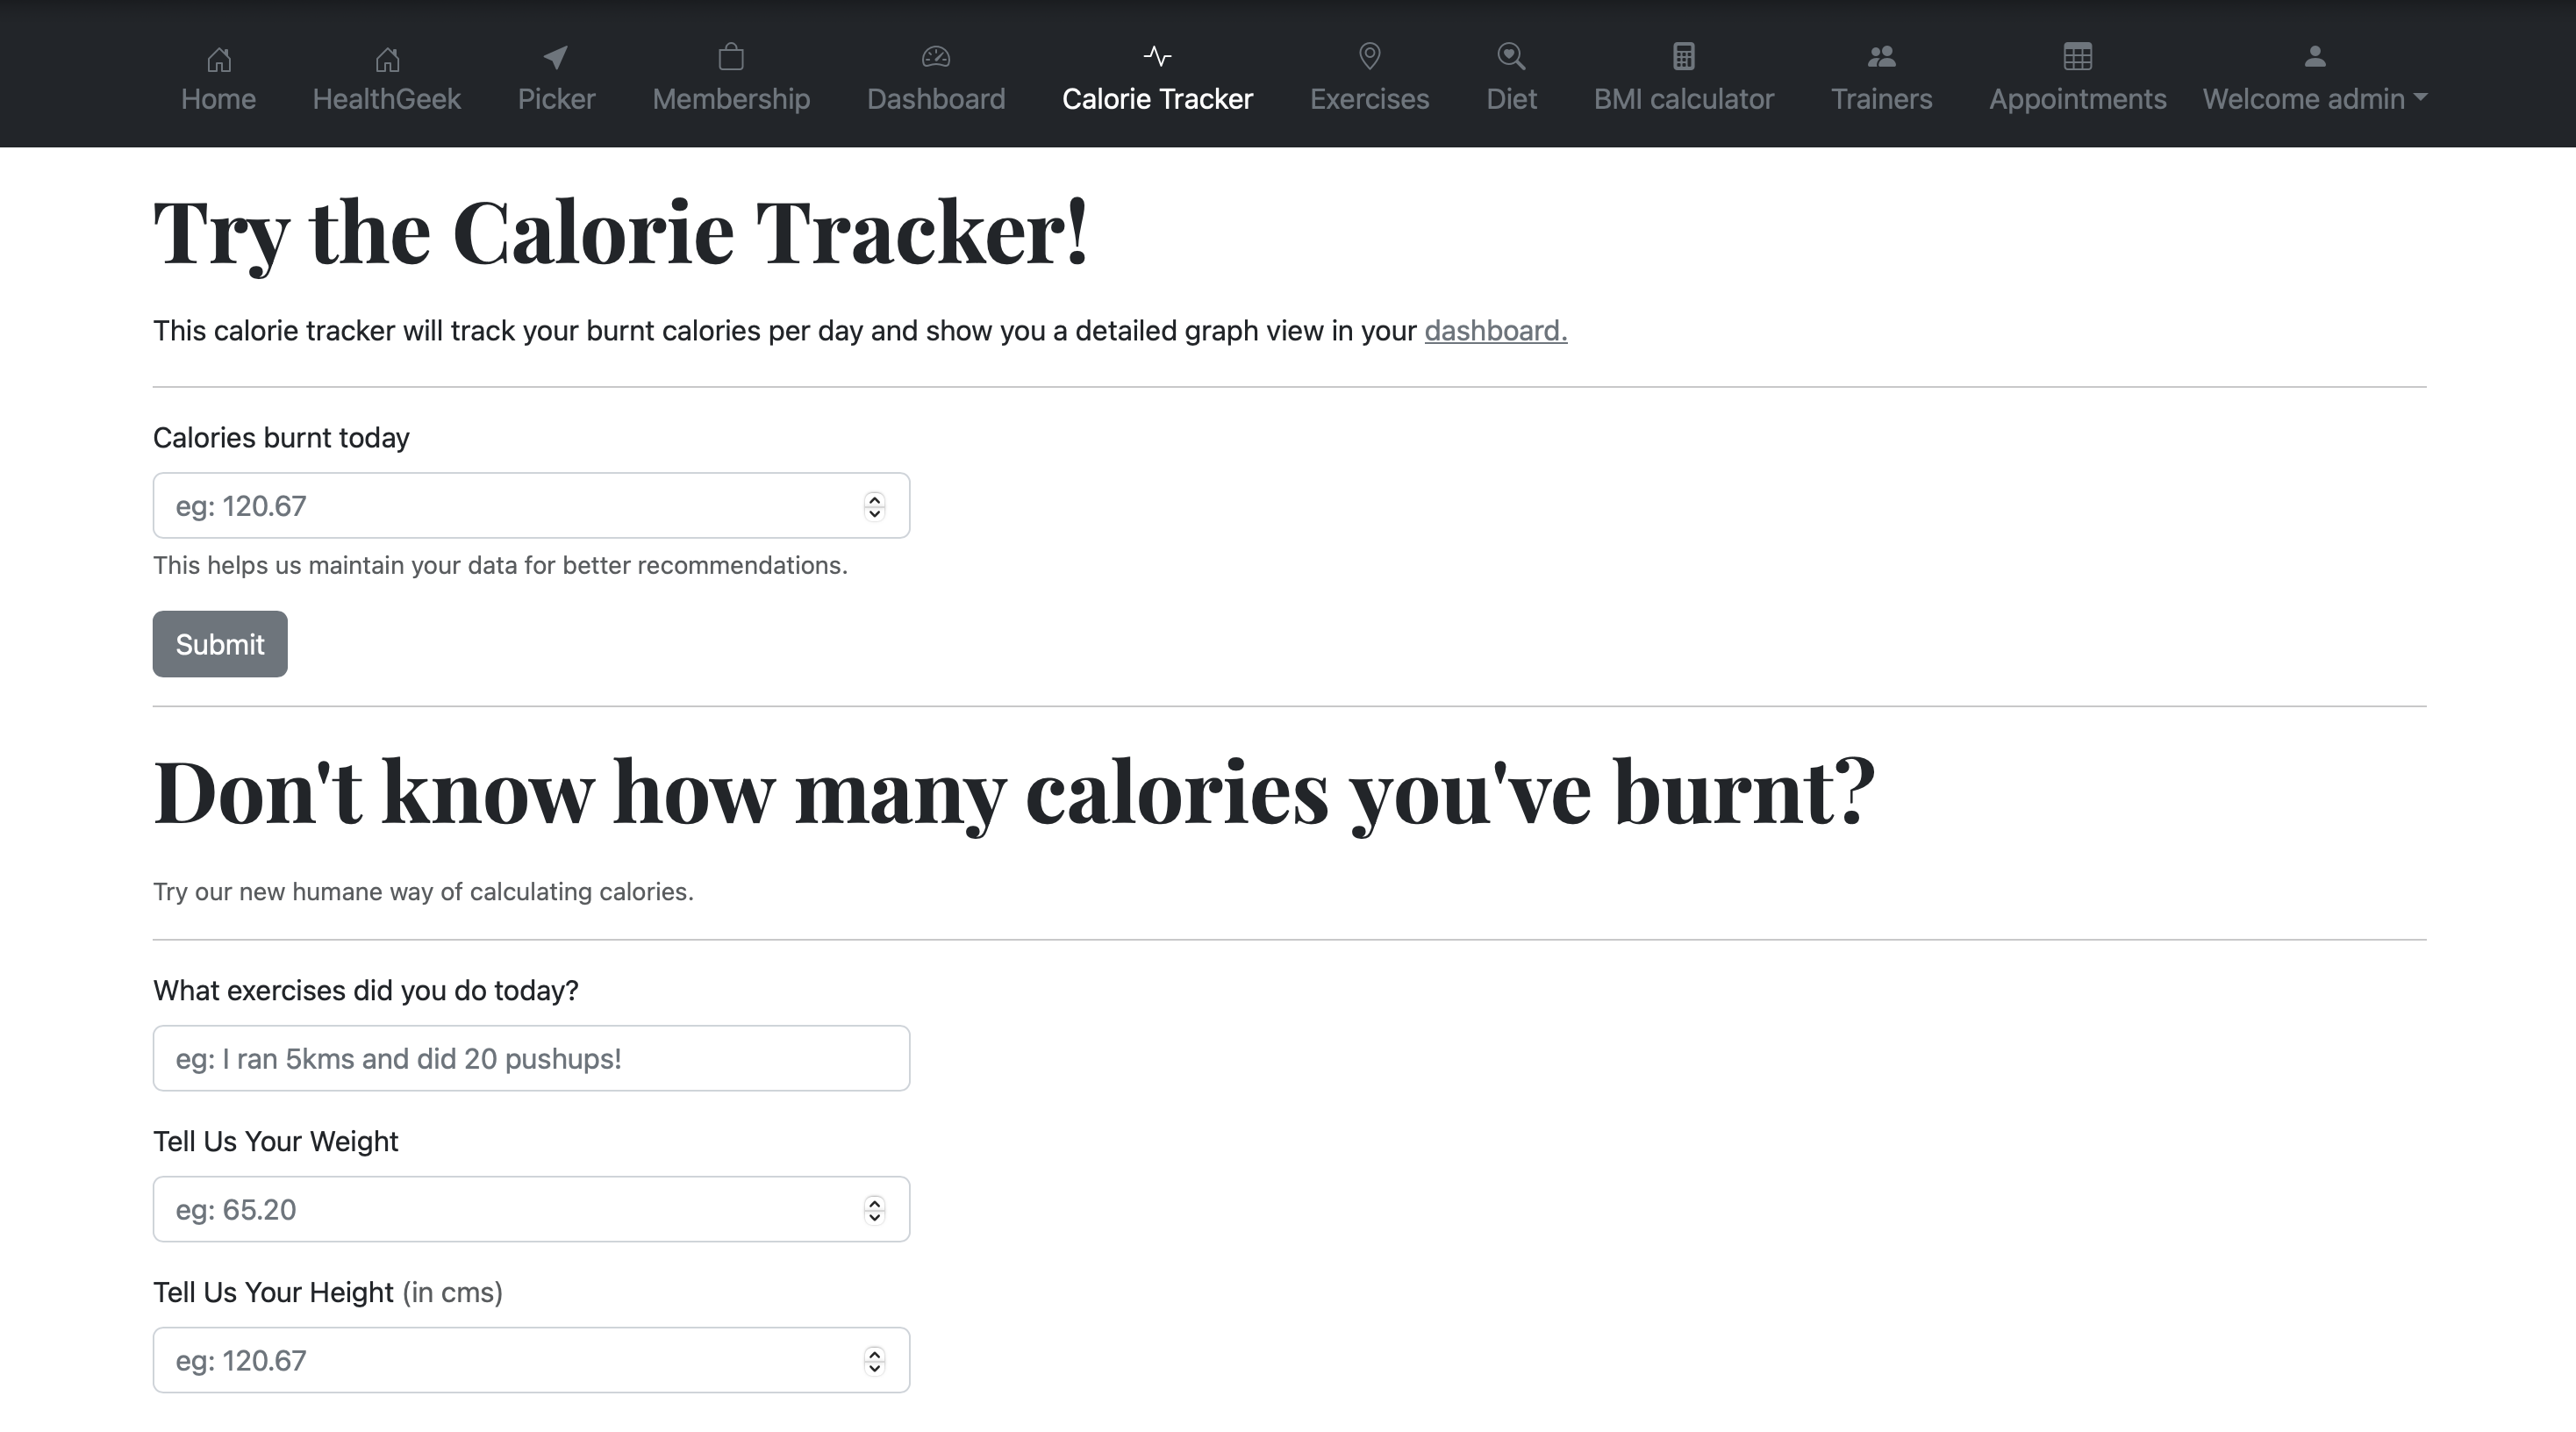 Home HealthGeek Picker Membership Dashboard Calorie Tracker Exercises Diet BMI calculator Trainers Appointments Welcome admin
Try the Calorie Tracker!
This calorie tracker will track your burnt calories per day and show you a detailed graph view in your dashboard.
Calories burnt today
eg: 120.67
This helps us maintain your data for better recommendations.
Submit
Don't know how many calories you've burnt?
Try our new humane way of calculating calories.
What exercises did you do today?
eg: I ran 5kms and did 20 pushups!
Tell Us Your Weight
eg: 65.20
Tell Us Your Height (in cms)
eg: 120.67